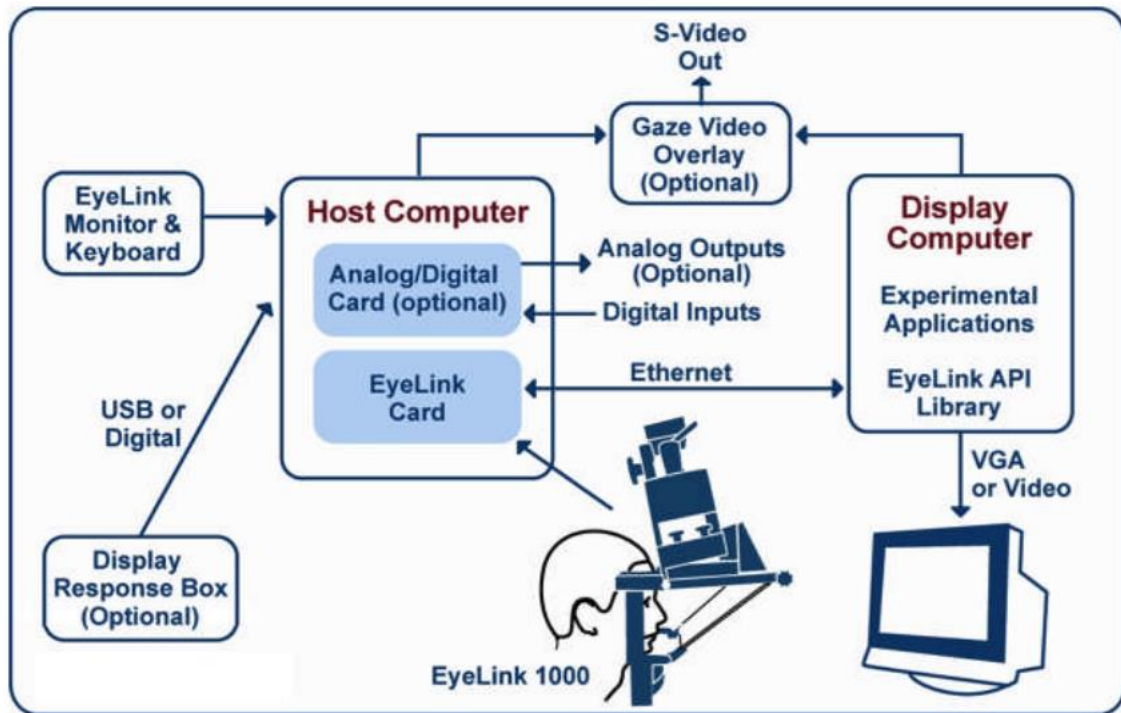 S-Video
Out
Gaze Video
Overlay
(Optional)
EyeLink
Monitor &
Keyboard
Host Computer
Analog/Digital
Card (optional)
EyeLink
Card
Analog Outputs
(Optional)
Digital Inputs
Ethernet
Display
Computer
Experimental
Applications
EyeLink API
Library
USB or
Digital
VGA
or Video
Display
Response Box
(Optional)
EyeLink 1000